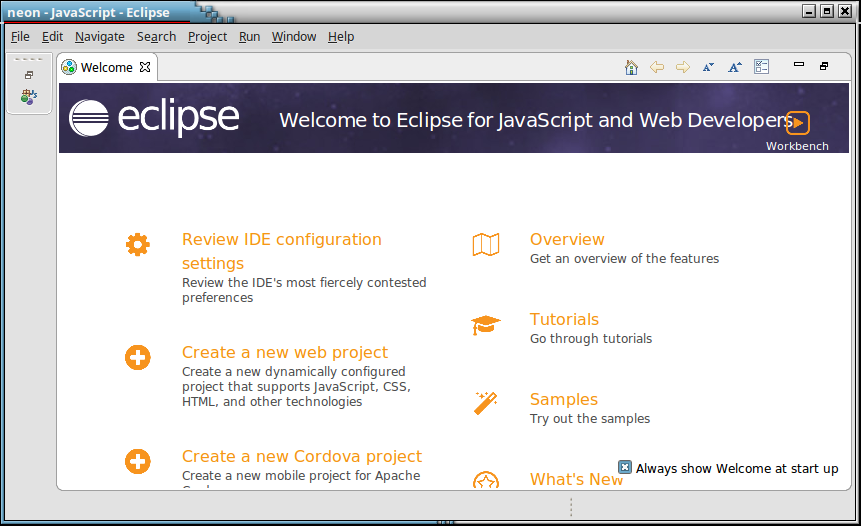 neon - JavaScript - Eclipse
File Edit Navigate Search Project Run Window Help
Welcome
eclipse
Welcome to Eclipse for JavaScript and Web Developers
Workbench
Review IDE configuration
settings
Review the IDE's most fiercely contested
preferences
Create a new web project
Create a new dynamically configured
project that supports JavaScript, CSS,
HTML, and other technologies
Create a new Cordova project
Create a new mobile project for Apache
Overview
Get an overview of the features
Tutorials
Go through tutorials
Samples
Try out the samples
What's New
Always show Welcome at start up